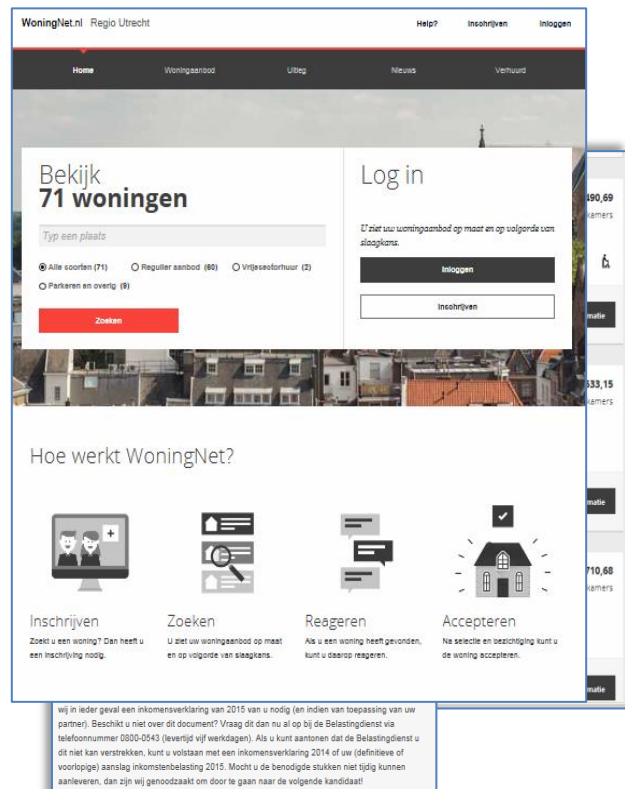 WoningNet.nl Regio Utrecht
Help? Inschrijven Inloggen
Home Woningaanbod Uitleg Nieuws Verhuurd
Bekijk
71 woningen
Typ een plaats
Alle soorten (71) Regulier aanbod (60) Vrijesectorhuur (2)
Parkeren en overig (9)
Zoeken
Log in
U ziet uw woningaanbod op maat en op volgorde van
slaagkans.
Inloggen
Inschrijven
490,69
kamers
matie
533,15
kamers
matie
710,68
kamers
matie
Hoe werkt WoningNet?
Inschrijven
Zoekt u een woning? Dan heeft u
een inschrijving nodig.
Zoeken
U ziet uw woningaanbod op maat
en op volgorde van slaagkans.
Reageren
Als u een woning heeft gevonden,
kunt u daarop reageren.
Accepteren
Na selectie en bezichtiging kunt u
de woning accepteren.
wij in ieder geval een inkomensverklaring van 2015 van u nodig (en indien van toepassing van uw
partner). Beschikt u niet over dit document? Vraag dit dan nu al op bij de Belastingdienst via
telefoonnummer 0800-0543 (levertijd vijf werkdagen). Als u kunt aantonen dat de Belastingdienst u
dit niet kan verstrekken, kunt u volstaan met een inkomensverklaring 2014 of uw (definitieve of
voorlopige) aanslag inkomstenbelasting 2015. Mocht u de benodigde stukken niet tijdig kunnen
aanleveren, dan zijn wij genoodzaakt om door te gaan naar de volgende kandidaat!